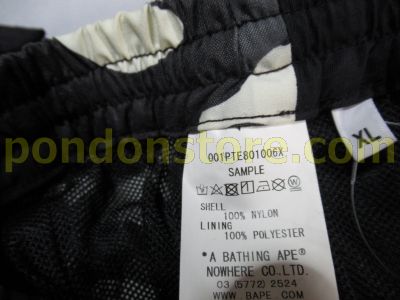 pondonstore.com
001PTE801006X
SAMPLE
XL
SHELL
100% NYLON
LINING
100% POLYESTER
"A BATHING APE®
NOWHERE CO.,LTD.
03(5772)2524
WWW.BAPE.COM